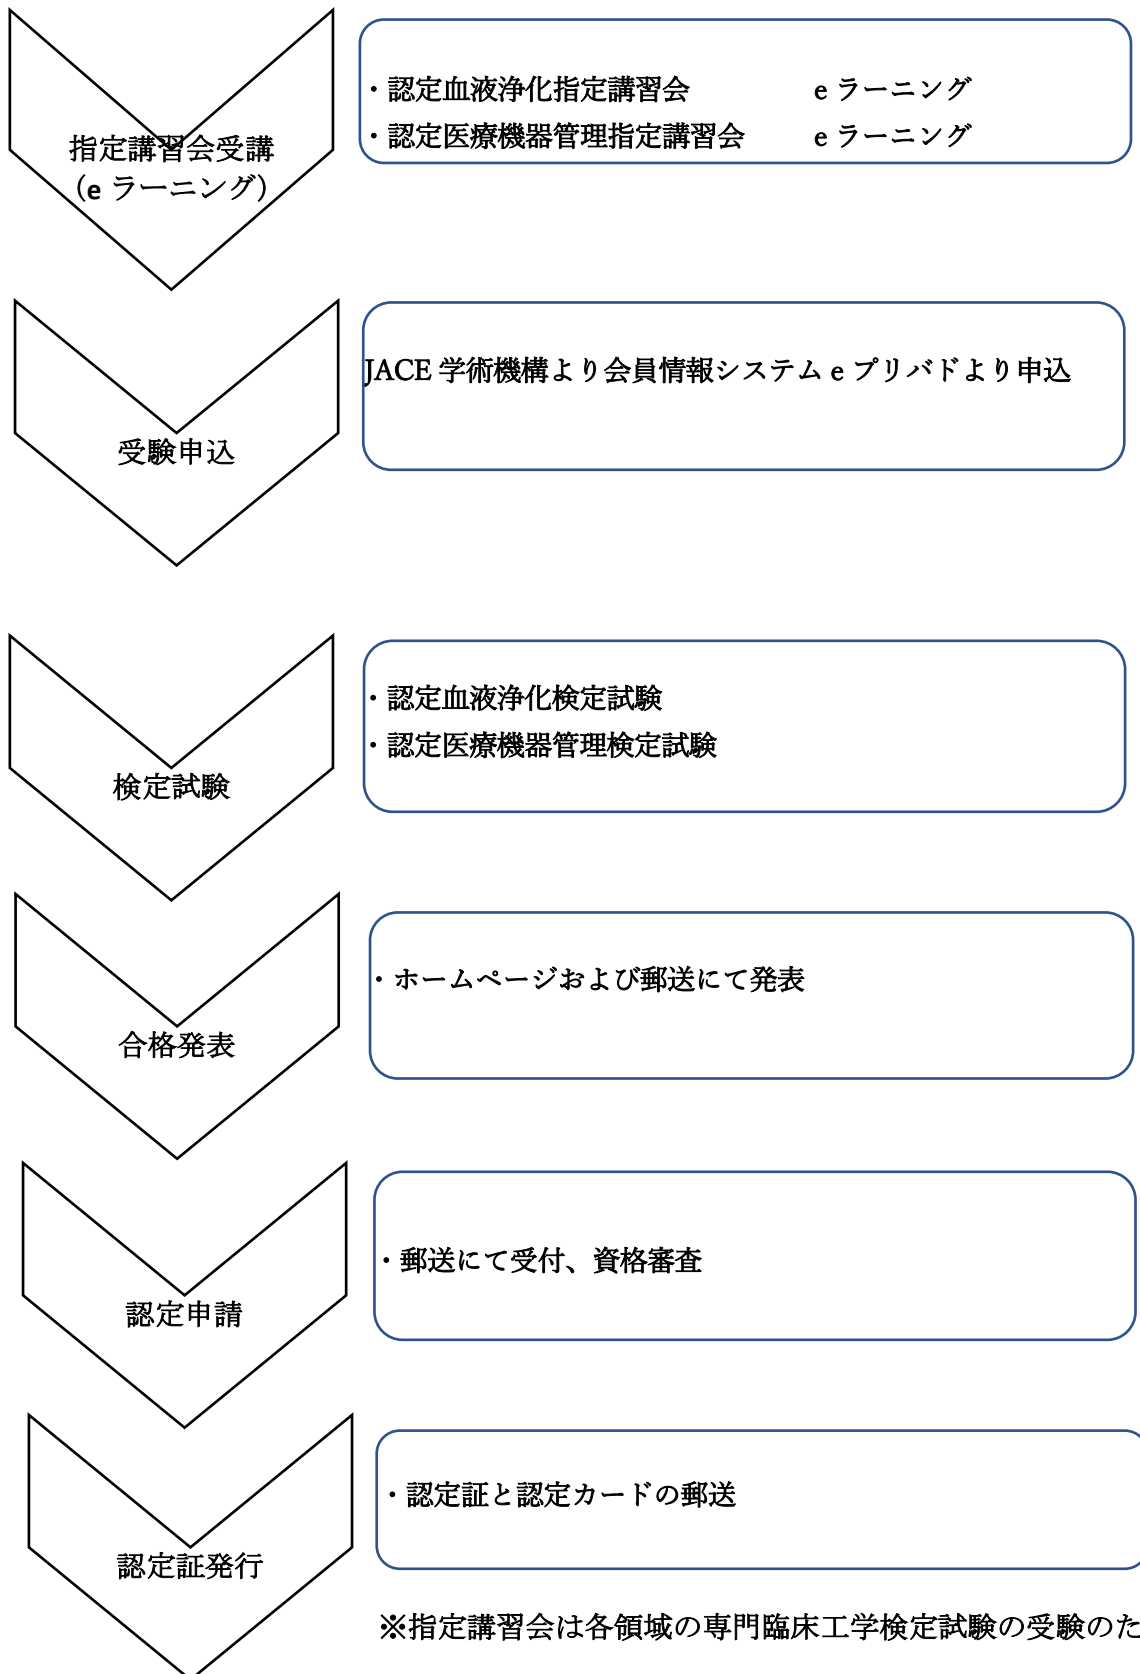 指定講習会受講
（e ラーニング）
・認定血液浄化指定講習会 e ラーニング
・認定医療機器管理指定講習会 e ラーニング
受験申込
JACE 学術機構より会員情報システム e プリバドより申込
検定試験
・認定血液浄化検定試験
・認定医療機器管理検定試験
合格発表
・ホームページおよび郵送にて発表
認定申請
・郵送にて受付、資格審査
認定証発行
・認定証と認定カードの郵送
※指定講習会は各領域の専門臨床工学検定試験の受験のた